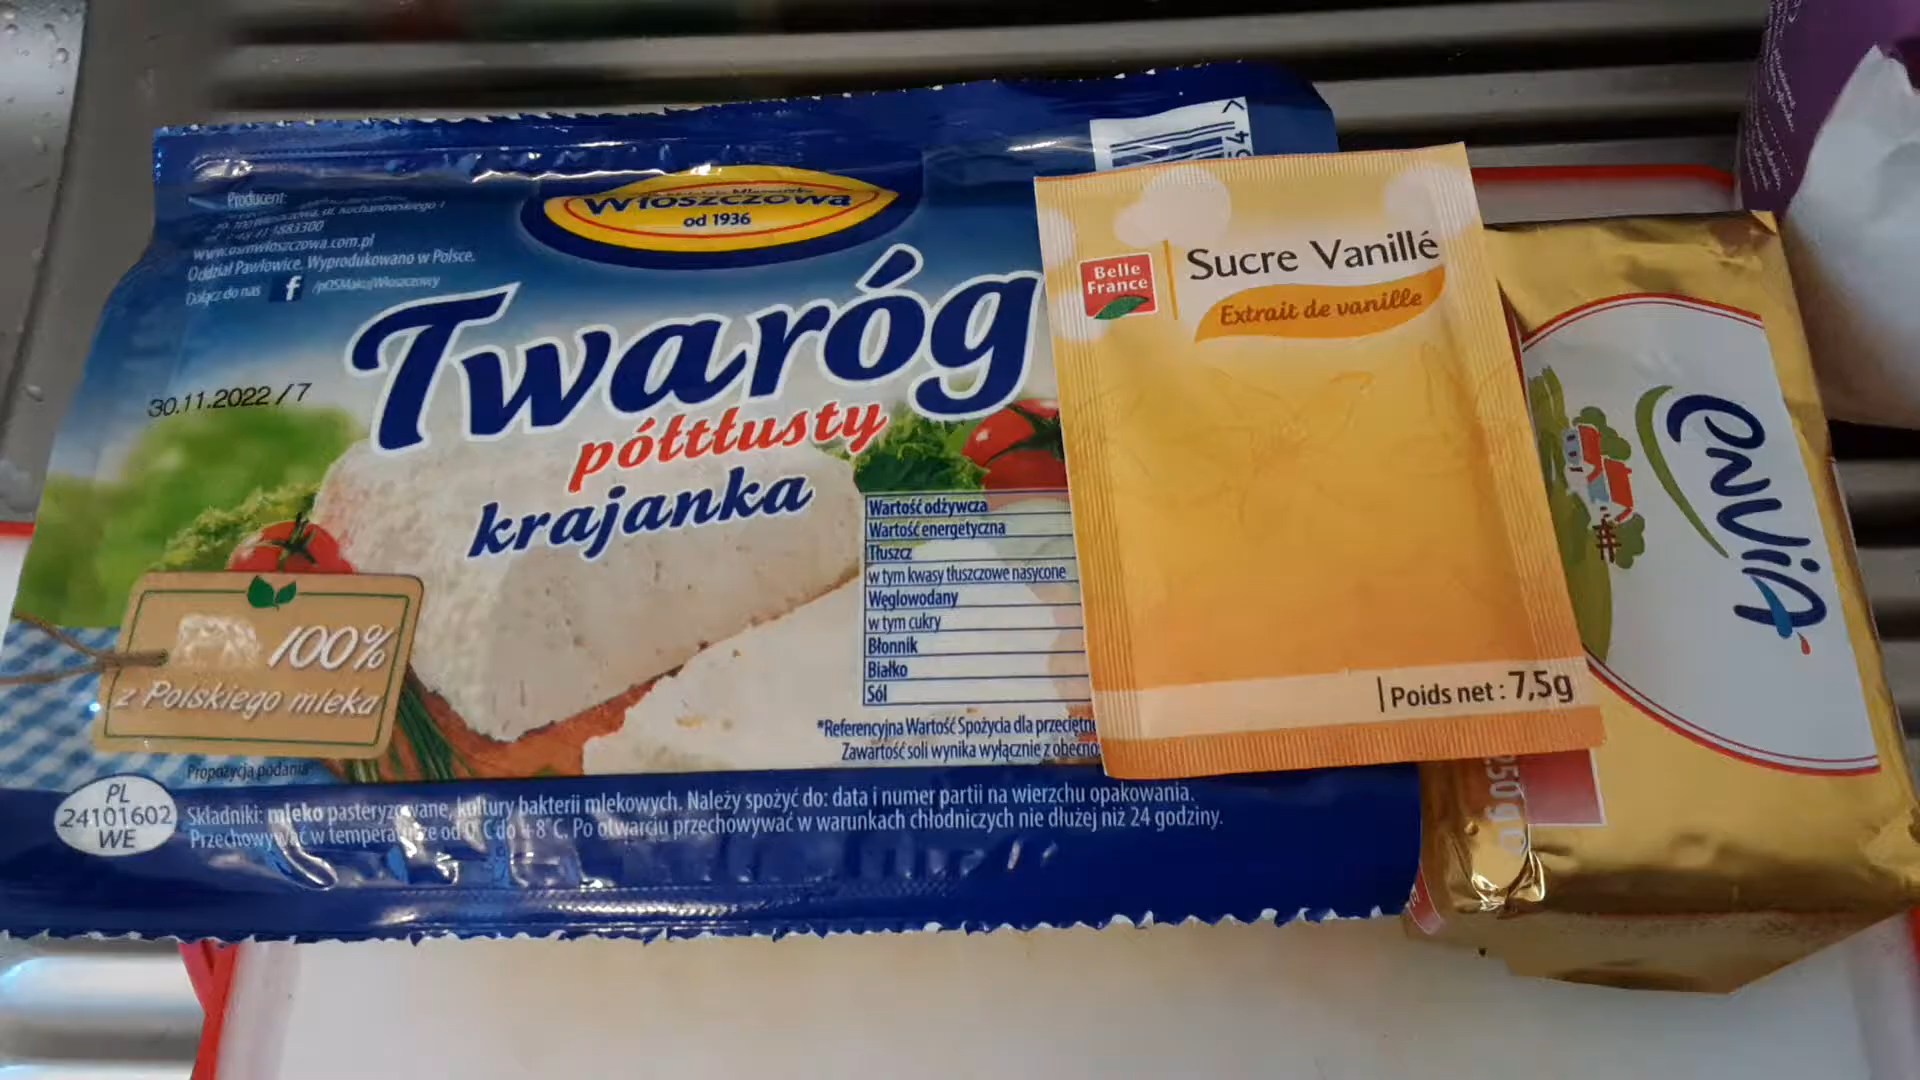 Producent:
ul. Kochanowskiego 1
www.osmwloszczowa.com.pl
Oddział Pawłowice. Wyprodukowano w Polsce.
Dołącz do nas f
Włoszczowa
od 1936
30.11.2022 / 7
Twaróg
półtłusty
krajanka
100%
z Polskiego mleka
Wartość odżywcza
Wartość energetyczna
Tłuszcz
w tym kwasy tłuszczowe nasycone
Węglowodany
w tym cukry
Błonnik
Białko
Sól
*Referencyjna Wartość Spożycia dla
Zawartość soli wynika wyłącznie z
Propozycja podania
PL
24101602
WE
Składniki: mleko pasteryzowane, kultury bakterii mlekowych. Należy spożyć do: data i numer partii na wierzchu opakowania.
Przechowywać w temperaturze od 0°C do +8°C. Po otwarciu przechowywać w warunkach chłodniczych nie dłużej niż 24 godziny.
Belle
France
Sucre Vanillé
Extrait de vanille
Poids net : 7,5g
enVia
250 g